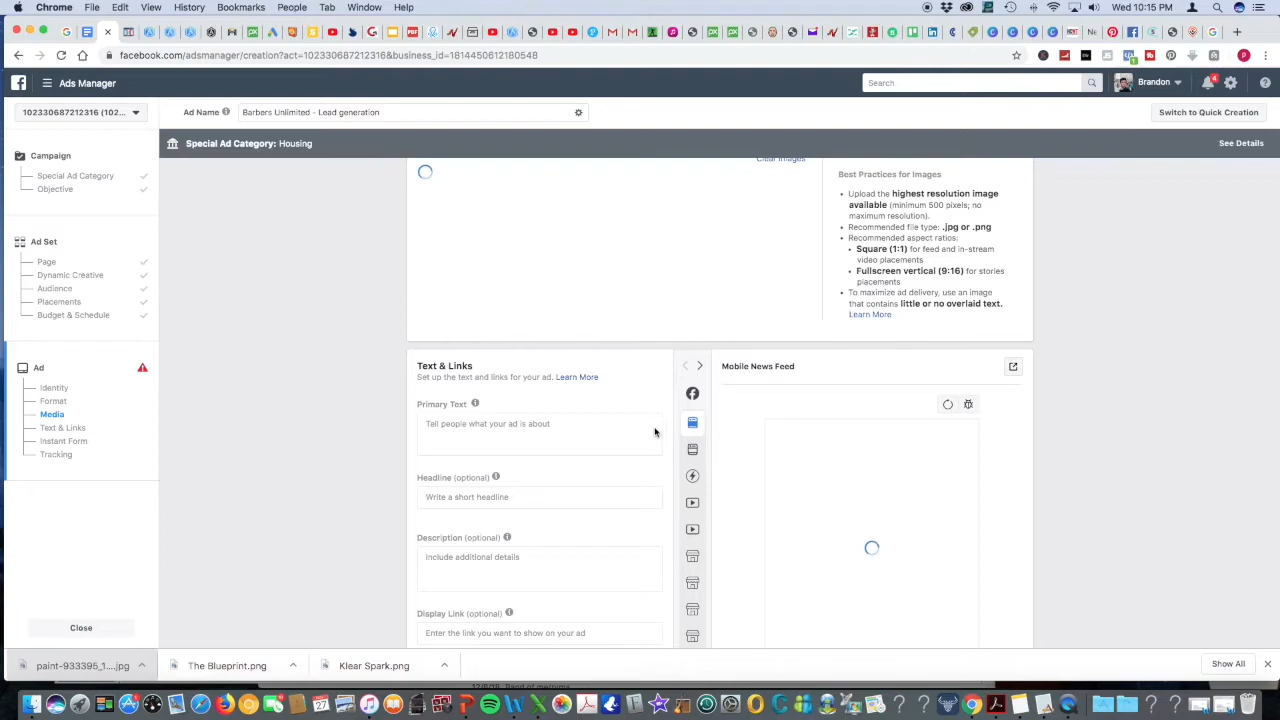 Chrome File Edit View History Bookmarks People Tab Window Help Wed 10:15 PM
facebook.com/adsmanager/creation?act=102330687212316&business_id=1814450612180548
Ads Manager
Search
Brandon
4
102330687212316 (102...
Ad Name
Barbers Unlimited - Lead generation
Switch to Quick Creation
Special Ad Category: Housing
See Details
Campaign
Special Ad Category
Objective
Ad Set
Page
Dynamic Creative
Audience
Placements
Budget & Schedule
Ad
Identity
Format
Media
Text & Links
Instant Form
Tracking
Close
Clear Images
Best Practices for Images
• Upload the highest resolution image
available (minimum 500 pixels; no
maximum resolution).
• Recommended file type: .jpg or .png
• Recommended aspect ratios:
• Square (1:1) for feed and in-stream
video placements
• Fullscreen vertical (9:16) for stories
placements
• To maximize ad delivery, use an image
that contains little or no overlaid text.
Learn More
Text & Links
Set up the text and links for your ad. Learn More
Primary Text
Tell people what your ad is about
Headline (optional)
Write a short headline
Description (optional)
Include additional details
Display Link (optional)
Enter the link you want to show on your ad
Mobile News Feed
paint-933395_1....jpg
The Blueprint.png
Klear Spark.png
Show All